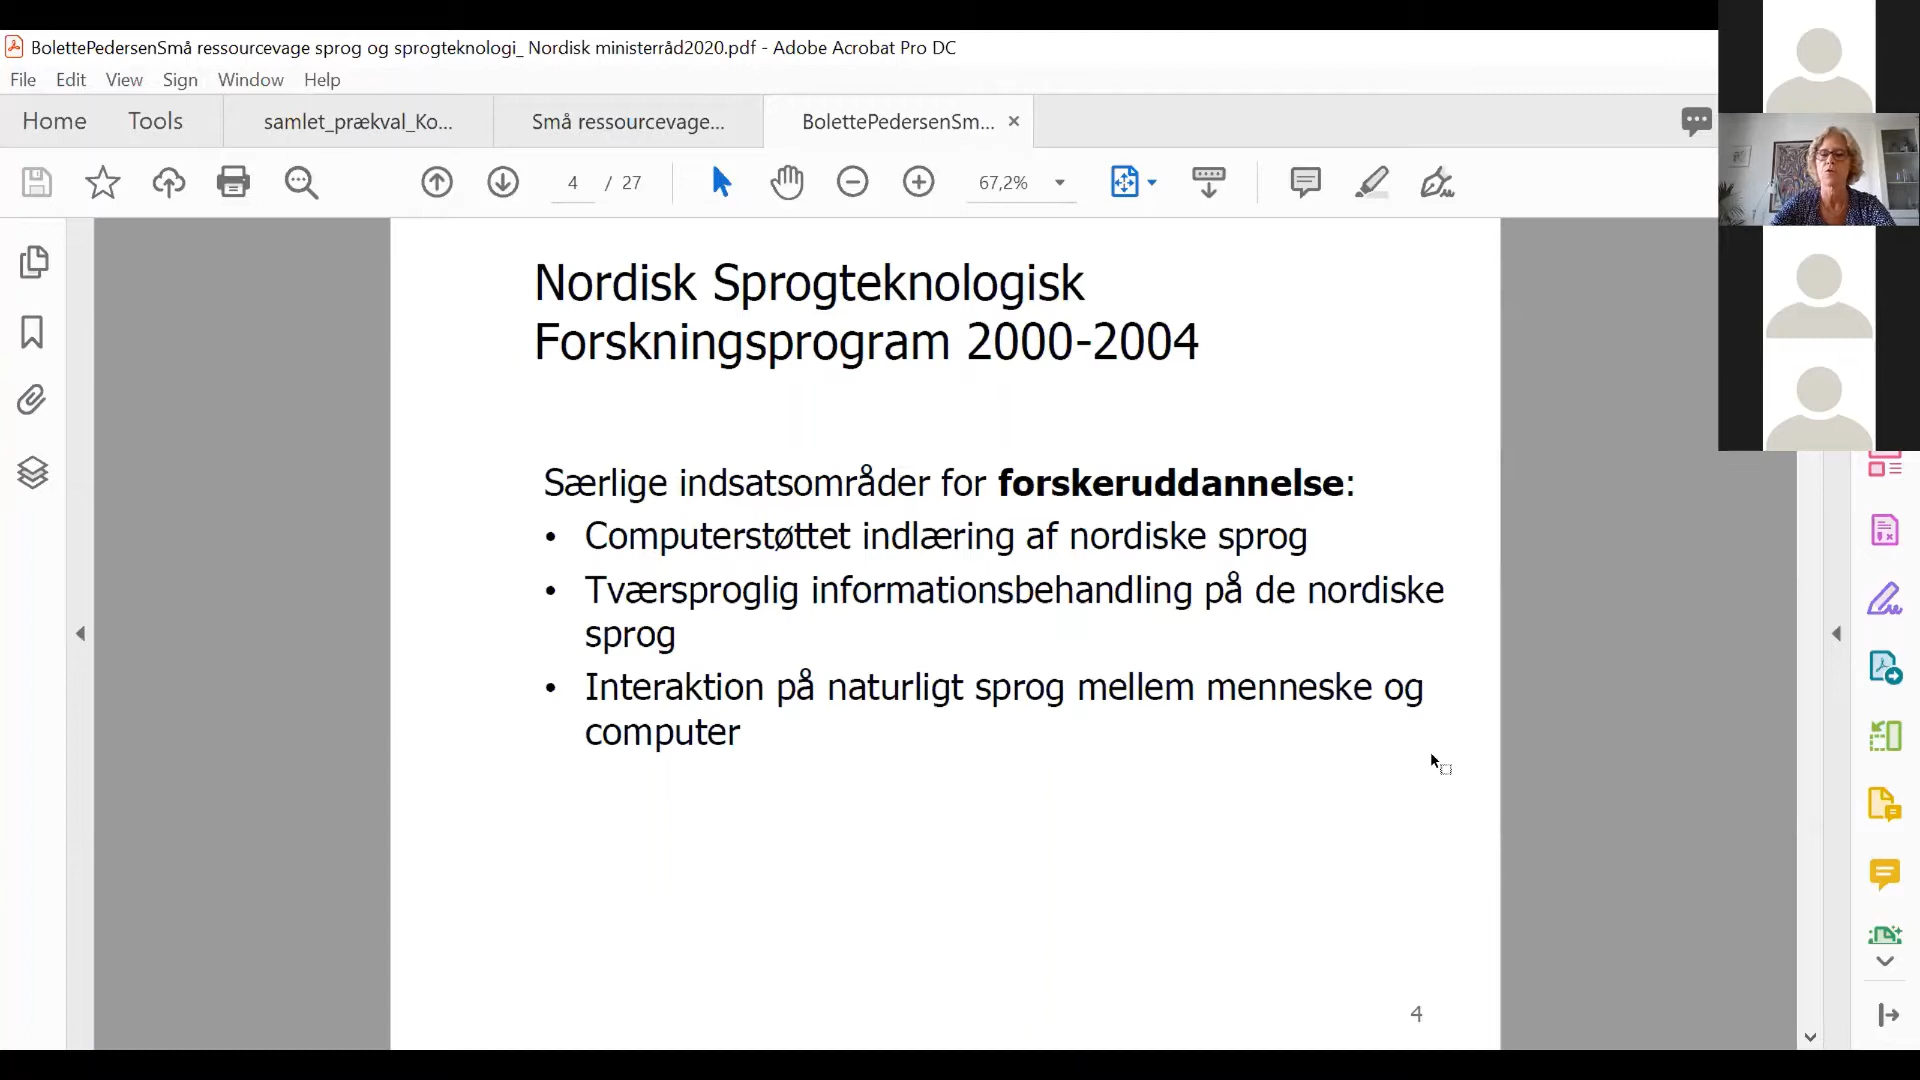 BolettePedersenSmå ressourcevage sprog og sprogteknologi_ Nordisk ministerråd2020.pdf - Adobe Acrobat Pro DC
File Edit View Sign Window Help
Home Tools samlet_prækval_Ko... Små ressourcevage... BolettePedersenSm... ×
4 / 27 67,2%
Nordisk Sprogteknologisk
Forskningsprogram 2000-2004
Særlige indsatsområder for forskeruddannelse:
• Computerstøttet indlæring af nordiske sprog
• Tværsproglig informationsbehandling på de nordiske
sprog
• Interaktion på naturligt sprog mellem menneske og
computer
4